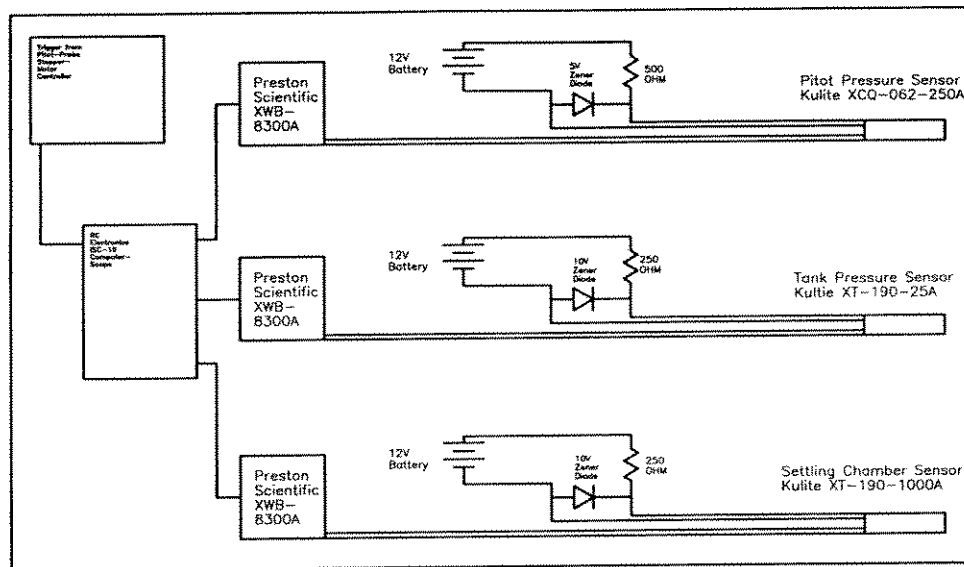 Trigger from
Pitot-Probe
Stepper-
Motor
Controller
Preston
Scientific
XWB-
8300A
12V
Battery
5V
Zener
Diode
500
OHM
Pitot Pressure Sensor
Kulite XCQ-062-250A
RC
Electronics
ISC-16
Computer-
Scope
Preston
Scientific
XWB-
8300A
12V
Battery
10V
Zener
Diode
250
OHM
Tank Pressure Sensor
Kultie XT-190-25A
Preston
Scientific
XWB-
8300A
12V
Battery
10V
Zener
Diode
250
OHM
Settling Chamber Sensor
Kulite XT-190-1000A